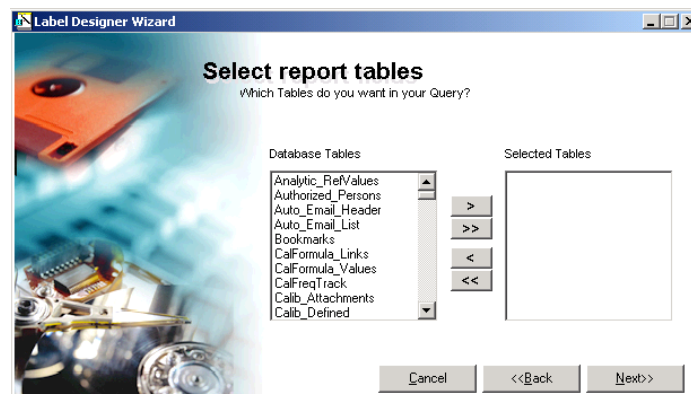 Label Designer Wizard
Select report tables
Which Tables do you want in your Query?
Database Tables
Selected Tables
Analytic_RefValues
Authorized_Persons
Auto_Email_Header
Auto_Email_List
Bookmarks
CalFormula_Links
CalFormula_Values
CalFreqTrack
Calib_Attachments
Calib_Defined
>
>>
<
<<
Cancel
<<Back
Next>>